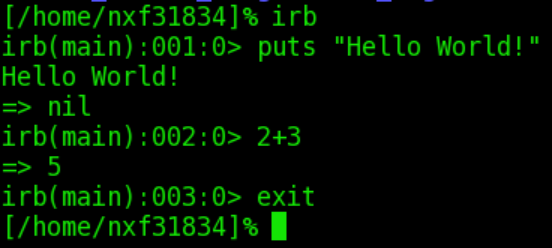 [/home/nxf31834]% irb
irb(main):001:0> puts "Hello World!"
Hello World!
=> nil
irb(main):002:0> 2+3
=> 5
irb(main):003:0> exit
[/home/nxf31834]%